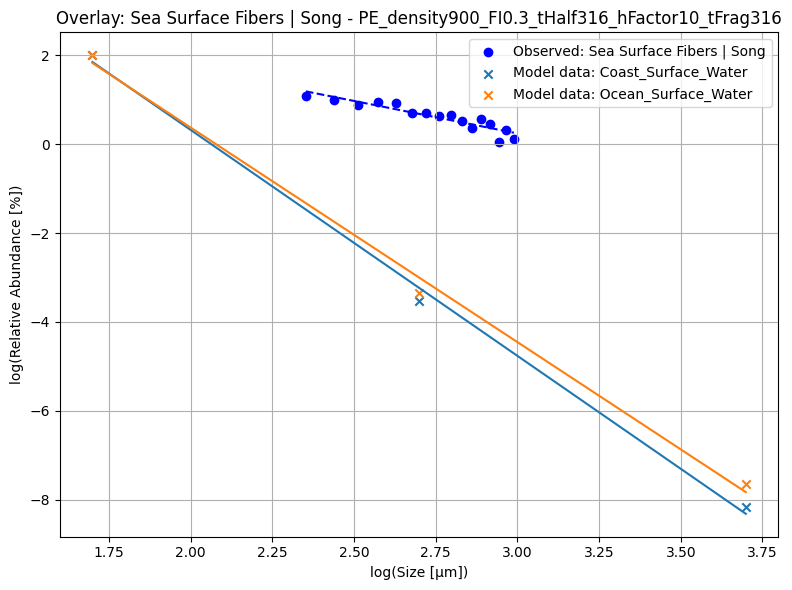 Overlay: Sea Surface Fibers | Song - PE_density900_FI0.3_tHalf316_hFactor10_tFrag316
Observed: Sea Surface Fibers | Song
Model data: Coast_Surface_Water
Model data: Ocean_Surface_Water
log(Relative Abundance [%])
2
0
−2
−4
−6
−8
1.75 2.00 2.25 2.50 2.75 3.00 3.25 3.50 3.75
log(Size [µm])